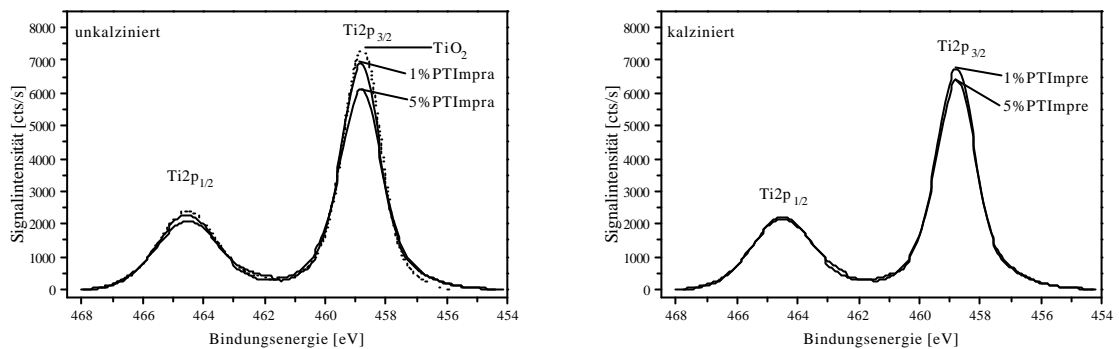 unkalziniert
Ti2p3/2
TiO2
1%PTImpra
5%PTImpra
Ti2p1/2
Signalintensität [cts/s]
8000
7000
6000
5000
4000
3000
2000
1000
0
468 466 464 462 460 458 456 454
Bindungsenergie [eV]
kalziniert
Ti2p3/2
1%PTImpre
5%PTImpre
Ti2p1/2
Signalintensität [cts/s]
8000
7000
6000
5000
4000
3000
2000
1000
0
468 466 464 462 460 458 456 454
Bindungsenergie [eV]